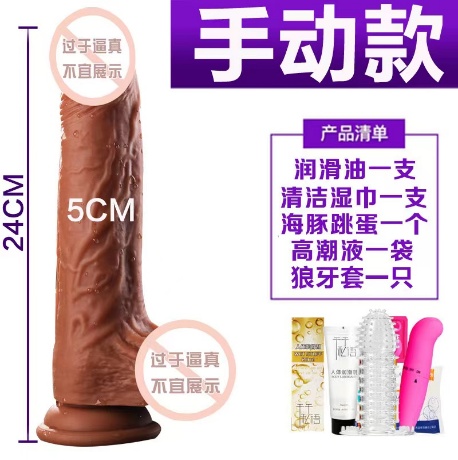 手动款
过于逼真
不宜展示
24CM
5CM
产品清单
润滑油一支
清洁湿巾一支
海豚跳蛋一个
高潮液一袋
狼牙套一只
过于逼真
不宜展示